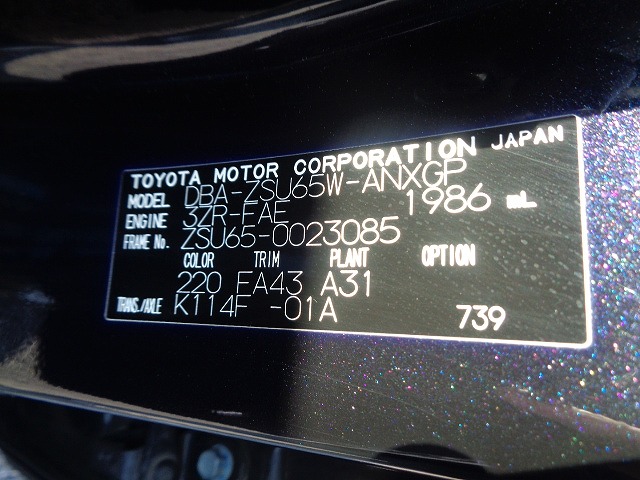 TOYOTA MOTOR CORPORATION JAPAN
MODEL DBA-ZSU65W-ANXGP
ENGINE 3ZR-FAE 1986 mL
FRAME No. ZSU65-0023085
COLOR TRIM PLANT OPTION
220 FA43 A31
TRANS./AXLE K114F -01A 739